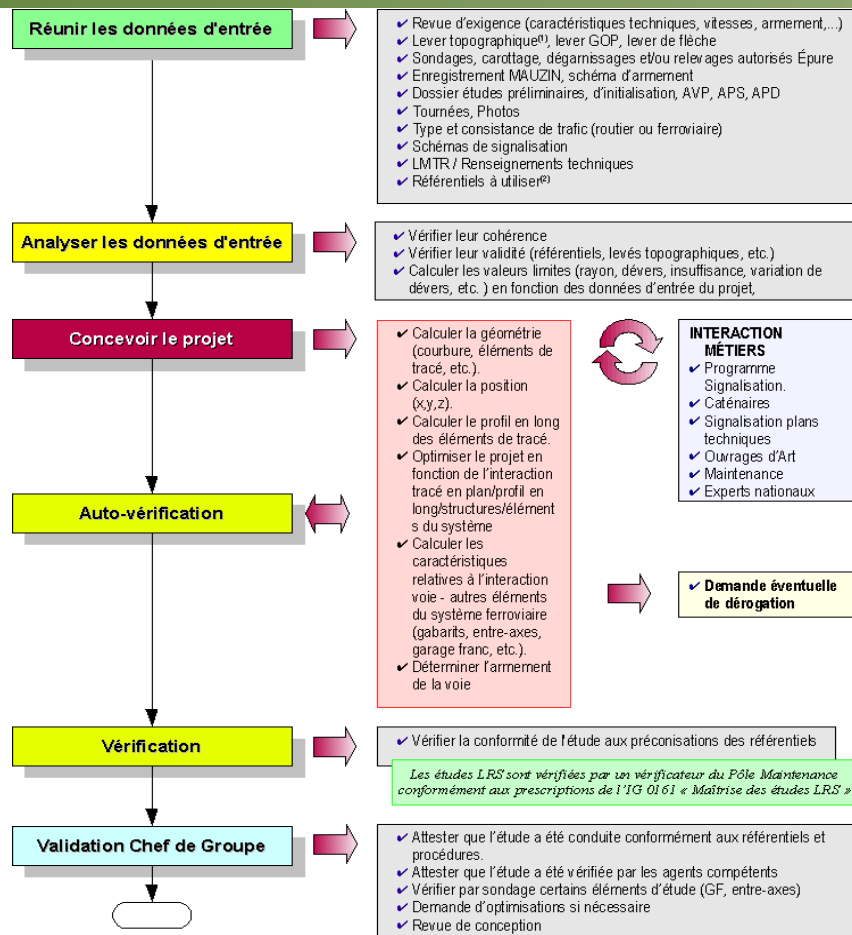 Réunir les données d'entrée
✔ Revue d'exigence (caractéristiques techniques, vitesses, armement,...)
✔ Lever topographique⁽¹⁾, lever GOP, lever de flèche
✔ Sondages, carottage, dégarnissages et/ou relevages autorisés Épure
✔ Enregistrement MAUZIN, schéma d'armement
✔ Dossier études préliminaires, d'initialisation, AVP, APS, APD
✔ Tournées, Photos
✔ Type et consistance de trafic (routier ou ferroviaire)
✔ Schémas de signalisation
✔ LMTR / Renseignements techniques
✔ Référentiels à utiliser⁽²⁾
Analyser les données d'entrée
✔ Vérifier leur cohérence
✔ Vérifier leur validité (référentiels, levés topographiques, etc.)
✔ Calculer les valeurs limites (rayon, dévers, insuffisance, variation de
dévers, etc. ) en fonction des données d'entrée du projet,
Concevoir le projet
✔ Calculer la géométrie
(courbure, éléments de
tracé, etc.).
✔ Calculer la position
(x,y,z).
✔ Calculer le profil en long
des éléments de tracé.
✔ Optimiser le projet en
fonction de l'interaction
tracé en plan/profil en
long/structures/élément
s du système
✔ Calculer les
caractéristiques
relatives à l'interaction
voie - autres éléments
du système ferroviaire
(gabarits, entre-axes,
garage franc, etc.).
✔ Déterminer l'armement
de la voie
INTERACTION
MÉTIERS
✔ Programme
Signalisation.
✔ Caténaires
✔ Signalisation plans
techniques
✔ Ouvrages d'Art
✔ Maintenance
✔ Experts nationaux
Auto-vérification
✔ Demande éventuelle
de dérogation
Vérification
✔ Vérifier la conformité de l'étude aux préconisations des référentiels
Les études LRS sont vérifiées par un vérificateur du Pôle Maintenance
conformément aux prescriptions de l'IG 0161 « Maîtrise des études LRS »
Validation Chef de Groupe
✔ Attester que l'étude a été conduite conformément aux référentiels et
procédures.
✔ Attester que l'étude a été vérifiée par les agents compétents
✔ Vérifier par sondage certains éléments d'étude (GF, entre-axes)
✔ Demande d'optimisations si nécessaire
✔ Revue de conception